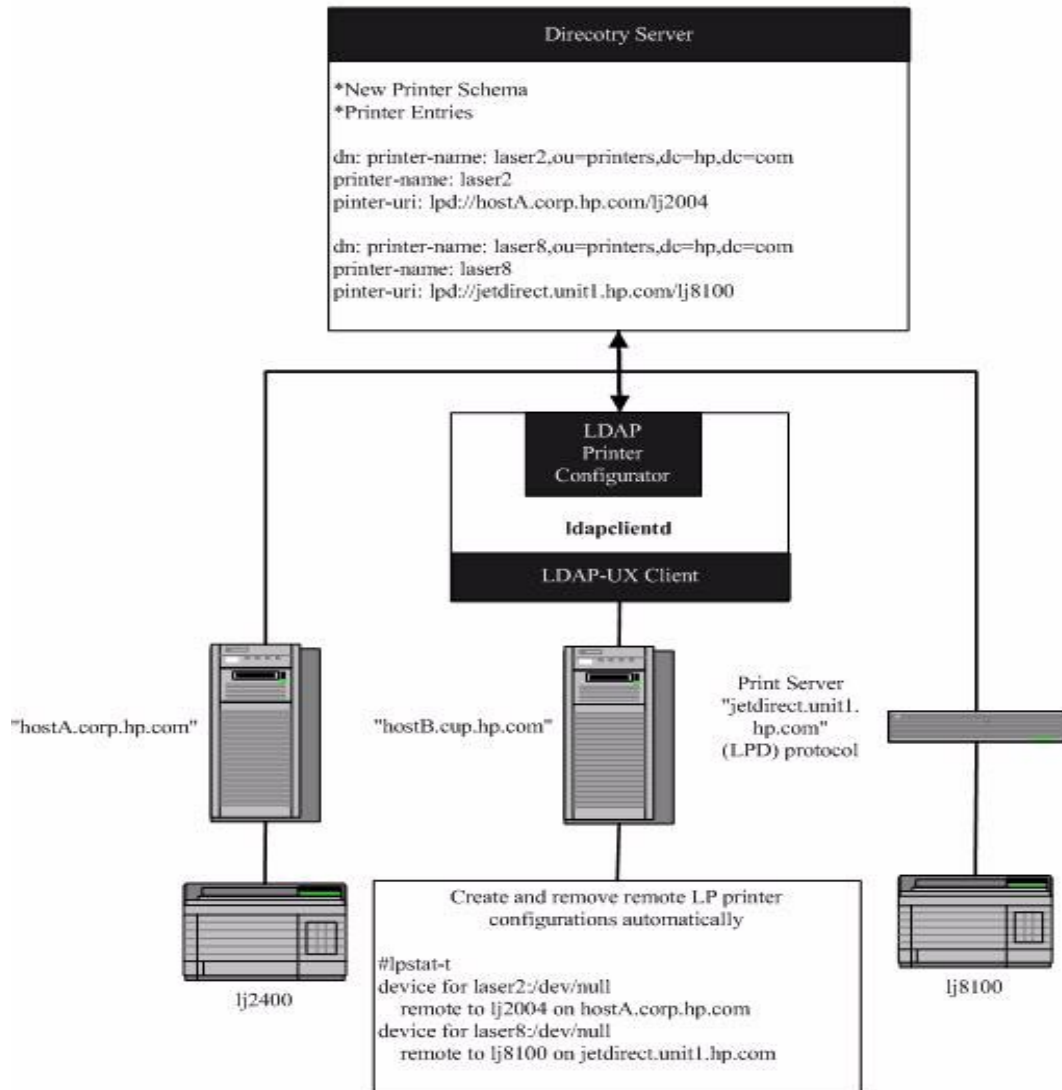 Direcotry Server
*New Printer Schema
*Printer Entries
dn: printer-name: laser2,ou=printers,dc=hp,dc=com
printer-name: laser2
pinter-uri: lpd://hostA.corp.hp.com/lj2004
dn: printer-name: laser8,ou=printers,dc=hp,dc=com
printer-name: laser8
pinter-uri: lpd://jetdirect.unit1.hp.com/lj8100
LDAP
Printer
Configurator
ldapclientd
LDAP-UX Client
"hostA.corp.hp.com"
"hostB.cup.hp.com"
Print Server
"jetdirect.unit1.
hp.com"
(LPD) protocol
lj2400
Create and remove remote LP printer
configurations automatically
#lpstat-t
device for laser2:/dev/null
remote to lj2004 on hostA.corp.hp.com
device for laser8:/dev/null
remote to lj8100 on jetdirect.unit1.hp.com
lj8100